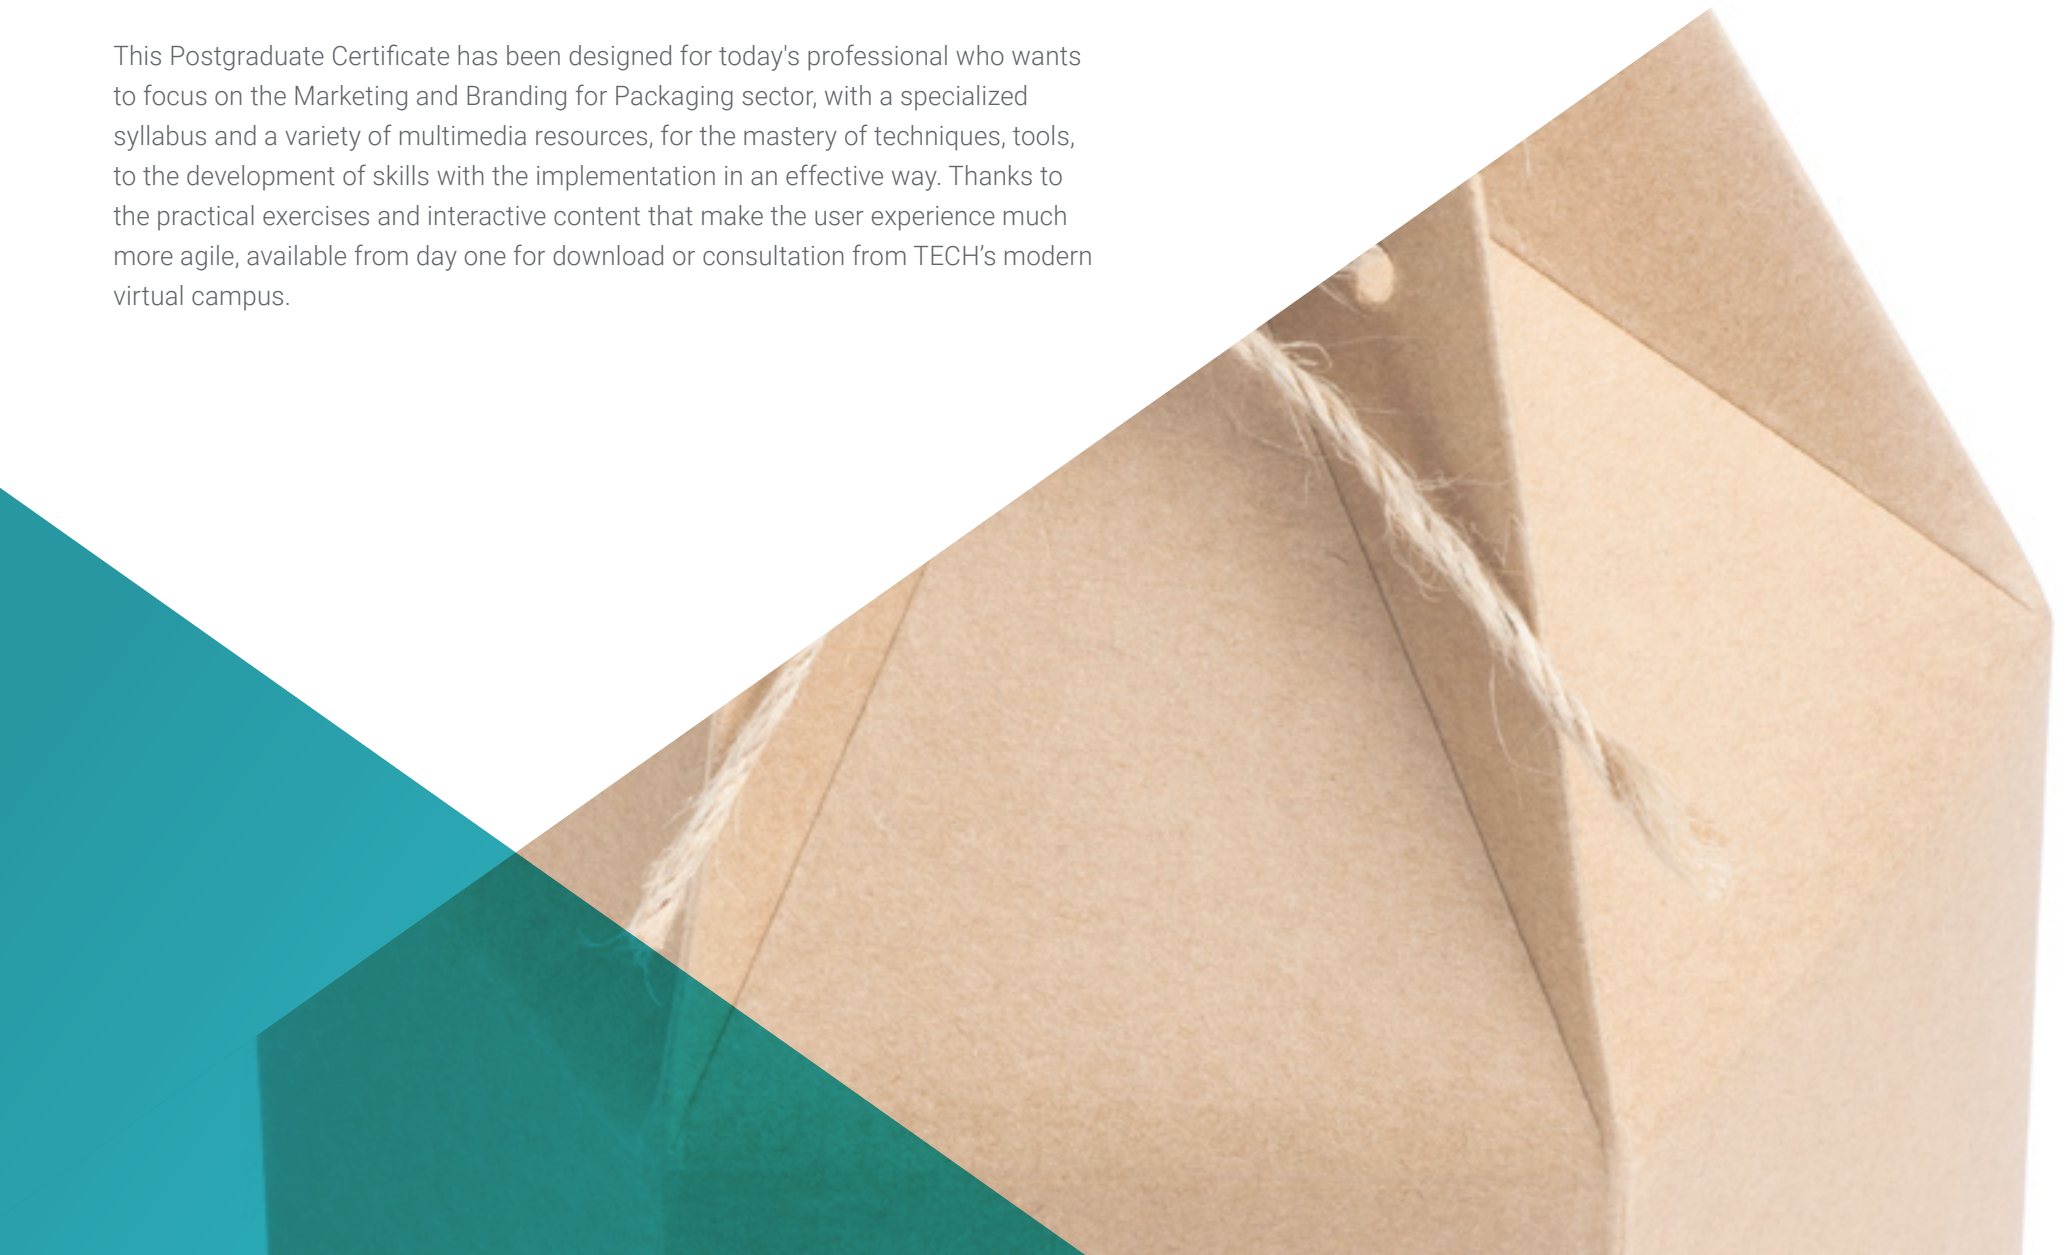 This Postgraduate Certificate has been designed for today's professional who wants
to focus on the Marketing and Branding for Packaging sector, with a specialized
syllabus and a variety of multimedia resources, for the mastery of techniques, tools,
to the development of skills with the implementation in an effective way. Thanks to
the practical exercises and interactive content that make the user experience much
more agile, available from day one for download or consultation from TECH’s modern
virtual campus.